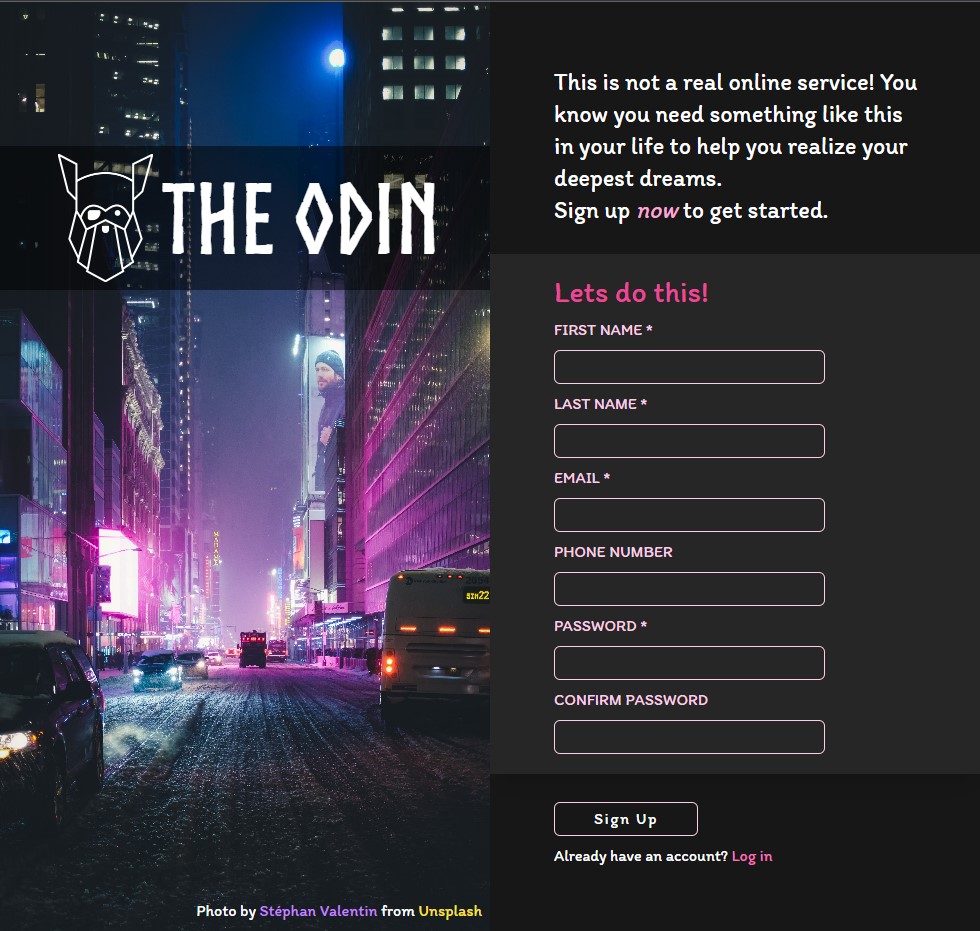 THE ODIN
Photo by Stéphan Valentin from Unsplash
This is not a real online service! You
know you need something like this
in your life to help you realize your
deepest dreams.
Sign up now to get started.
Lets do this!
FIRST NAME *
LAST NAME *
EMAIL *
PHONE NUMBER
PASSWORD *
CONFIRM PASSWORD
Sign Up
Already have an account? Log in